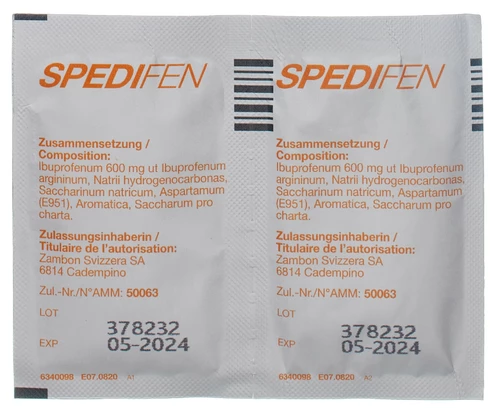 SPEDIFEN
Zusammensetzung /
Composition:
Ibuprofenum 600 mg ut Ibuprofenum
argininum, Natrii hydrogenocarbonas,
Saccharinum natricum, Aspartamum
(E951), Aromatica, Saccharum pro
charta.
Zulassungsinhaberin /
Titulaire de l'autorisation:
Zambon Svizzera SA
6814 Cadempino
Zul.-Nr./N°AMM: 50063
LOT
378232
EXP 05-2024
6340098 E07.0820 A1
SPEDIFEN
Zusammensetzung /
Composition:
Ibuprofenum 600 mg ut Ibuprofenum
argininum, Natrii hydrogenocarbonas,
Saccharinum natricum, Aspartamum
(E951), Aromatica, Saccharum pro
charta.
Zulassungsinhaberin /
Titulaire de l'autorisation:
Zambon Svizzera SA
6814 Cadempino
Zul.-Nr./N°AMM: 50063
LOT
378232
EXP 05-2024
6340098 E07.0820